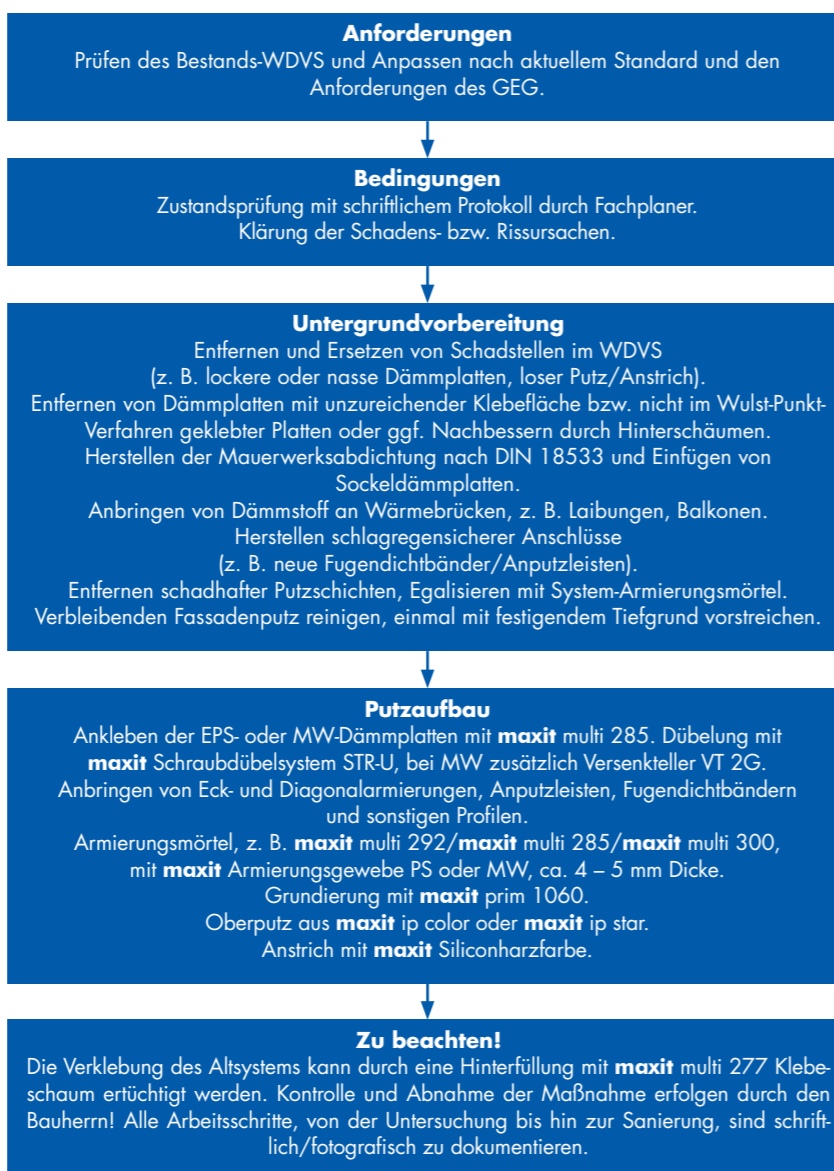 Anforderungen
Prüfen des Bestands-WDVS und Anpassen nach aktuellem Standard und den
Anforderungen des GEG.
Bedingungen
Zustandsprüfung mit schriftlichem Protokoll durch Fachplaner.
Klärung der Schadens- bzw. Rissursachen.
Untergrundvorbereitung
Entfernen und Ersetzen von Schadstellen im WDVS
(z. B. lockere oder nasse Dämmplatten, loser Putz/Anstrich).
Entfernen von Dämmplatten mit unzureichender Klebefläche bzw. nicht im Wulst-Punkt-
Verfahren geklebter Platten oder ggf. Nachbessern durch Hinterschäumen.
Herstellen der Mauerwerksabdichtung nach DIN 18533 und Einfügen von
Sockeldämmplatten.
Anbringen von Dämmstoff an Wärmebrücken, z. B. Laibungen, Balkonen.
Herstellen schlagregensicherer Anschlüsse
(z. B. neue Fugendichtbänder/Anputzleisten).
Entfernen schadhafter Putzschichten, Egalisieren mit System-Armierungsmörtel.
Verbleibenden Fassadenputz reinigen, einmal mit festigendem Tiefgrund vorstreichen.
Putzaufbau
Ankleben der EPS- oder MW-Dämmplatten mit maxit multi 285. Dübelung mit
maxit Schraubdübelsystem STR-U, bei MW zusätzlich Versenkteller VT 2G.
Anbringen von Eck- und Diagonalarmierungen, Anputzleisten, Fugendichtbändern
und sonstigen Profilen.
Armierungsmörtel, z. B. maxit multi 292/maxit multi 285/maxit multi 300,
mit maxit Armierungsgewebe PS oder MW, ca. 4 – 5 mm Dicke.
Grundierung mit maxit prim 1060.
Oberputz aus maxit ip color oder maxit ip star.
Anstrich mit maxit Siliconharzfarbe.
Zu beachten!
Die Verklebung des Altsystems kann durch eine Hinterfüllung mit maxit multi 277 Klebe-
schaum ertüchtigt werden. Kontrolle und Abnahme der Maßnahme erfolgen durch den
Bauherrn! Alle Arbeitsschritte, von der Untersuchung bis hin zur Sanierung, sind schrift-
lich/fotografisch zu dokumentieren.